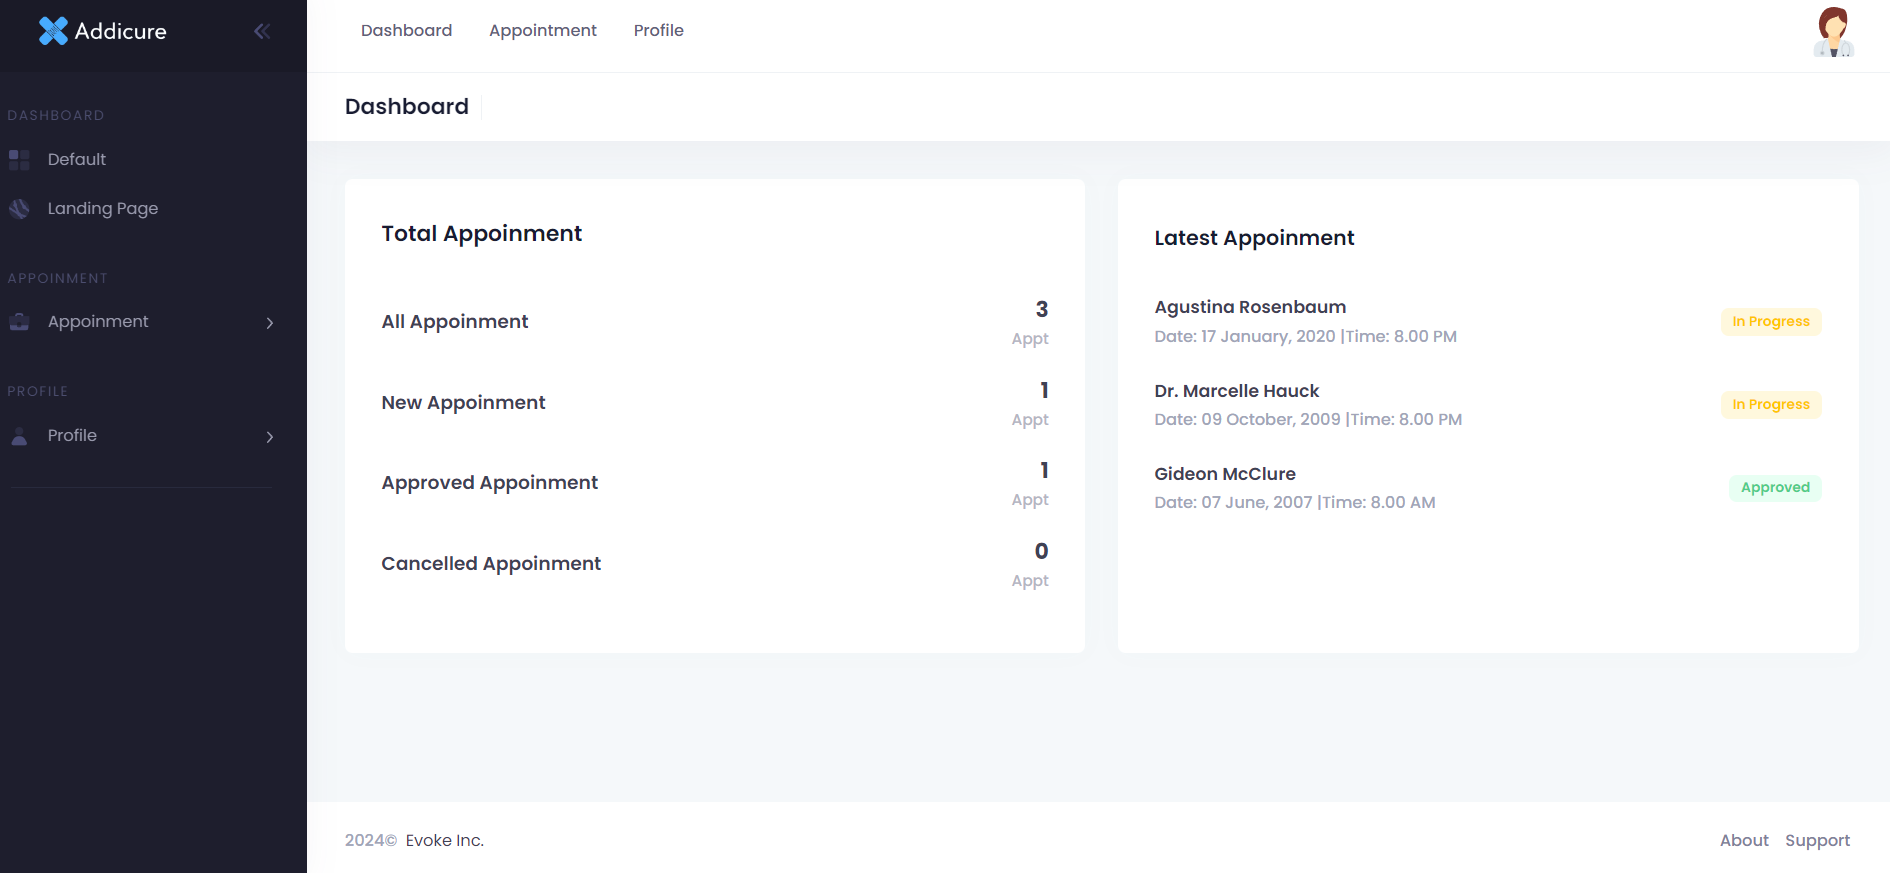 Addicure
Dashboard Appointment Profile
Dashboard
DASHBOARD
Default
Landing Page
APPOINMENT
Appoinment
PROFILE
Profile
Total Appoinment
All Appoinment
3
Appt
New Appoinment
1
Appt
Approved Appoinment
1
Appt
Cancelled Appoinment
0
Appt
Latest Appoinment
Agustina Rosenbaum
Date: 17 January, 2020 |Time: 8.00 PM
In Progress
Dr. Marcelle Hauck
Date: 09 October, 2009 |Time: 8.00 PM
In Progress
Gideon McClure
Date: 07 June, 2007 |Time: 8.00 AM
Approved
2024© Evoke Inc.
About Support